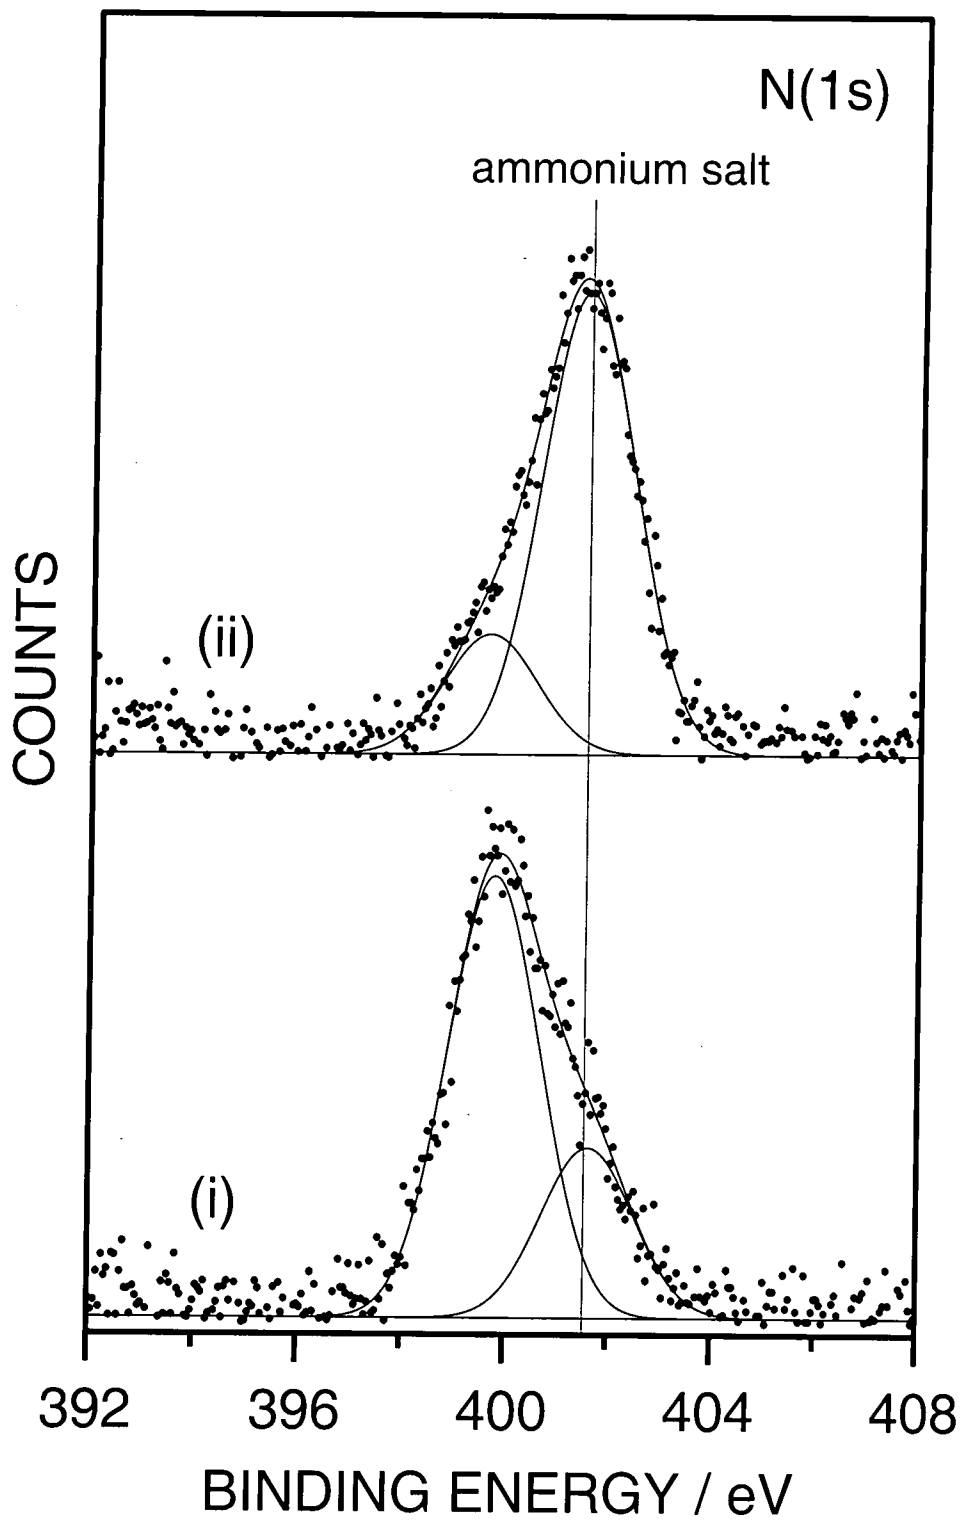 N(1s)
ammonium salt
COUNTS
(ii)
(i)
392 396 400 404 408
BINDING ENERGY / eV